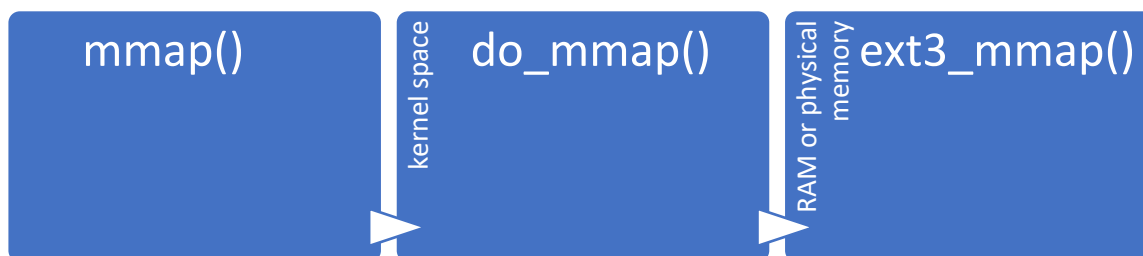 mmap()
kernel space
do_mmap()
RAM or physical
memory
ext3_mmap()